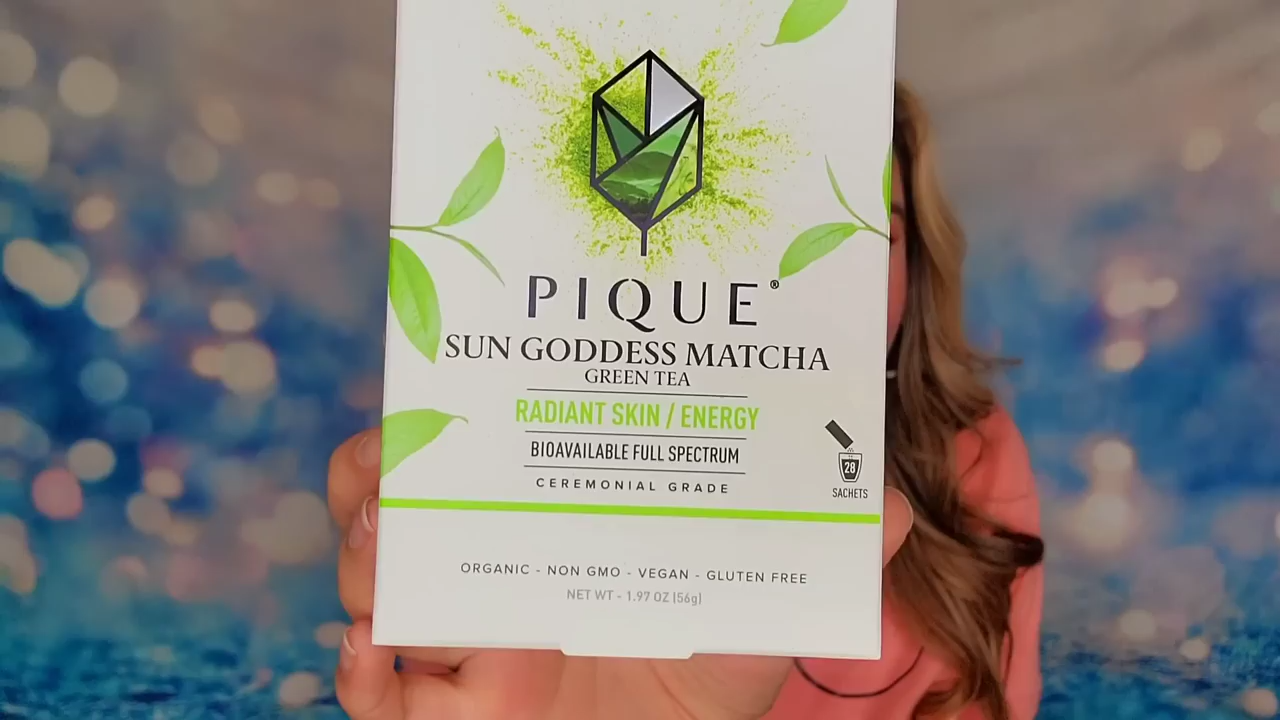 PIQUE®
SUN GODDESS MATCHA
GREEN TEA
RADIANT SKIN / ENERGY
BIOAVAILABLE FULL SPECTRUM
CEREMONIAL GRADE
28
SACHETS
ORGANIC - NON GMO - VEGAN - GLUTEN FREE
NET WT - 1.97 OZ [56g]